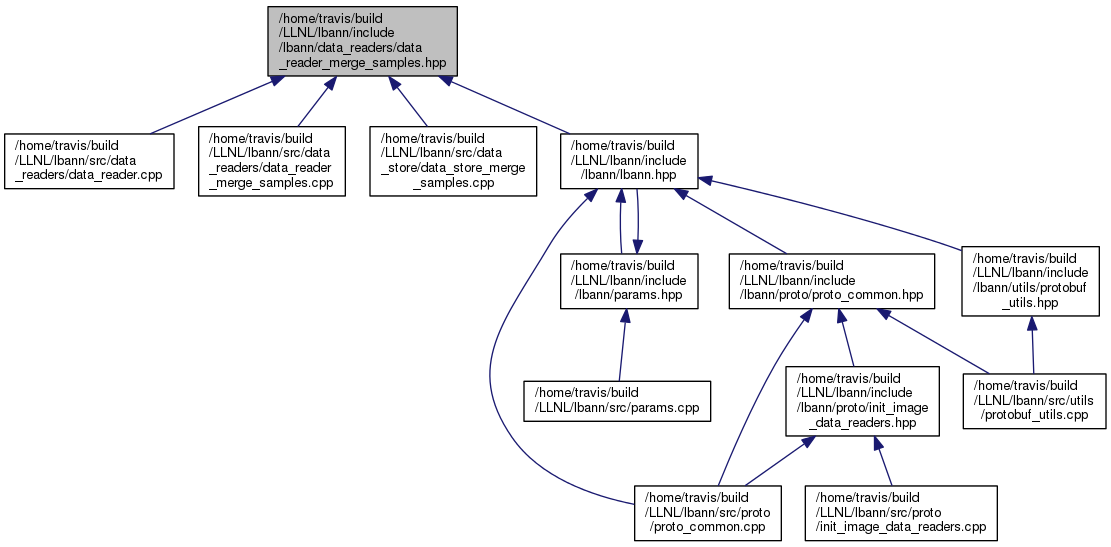 /home/travis/build
/LLNL/lbann/include
/lbann/data_readers/data
_reader_merge_samples.hpp
/home/travis/build
/LLNL/lbann/src/data
_readers/data_reader.cpp
/home/travis/build
/LLNL/lbann/src/data
_readers/data_reader
_merge_samples.cpp
/home/travis/build
/LLNL/lbann/src/data
_store/data_store_merge
_samples.cpp
/home/travis/build
/LLNL/lbann/include
/lbann/lbann.hpp
/home/travis/build
/LLNL/lbann/include
/lbann/params.hpp
/home/travis/build
/LLNL/lbann/include
/lbann/proto/proto_common.hpp
/home/travis/build
/LLNL/lbann/include
/lbann/utils/protobuf
_utils.hpp
/home/travis/build
/LLNL/lbann/src/params.cpp
/home/travis/build
/LLNL/lbann/include
/lbann/proto/init_image
_data_readers.hpp
/home/travis/build
/LLNL/lbann/src/utils
/protobuf_utils.cpp
/home/travis/build
/LLNL/lbann/src/proto
/proto_common.cpp
/home/travis/build
/LLNL/lbann/src/proto
/init_image_data_readers.cpp